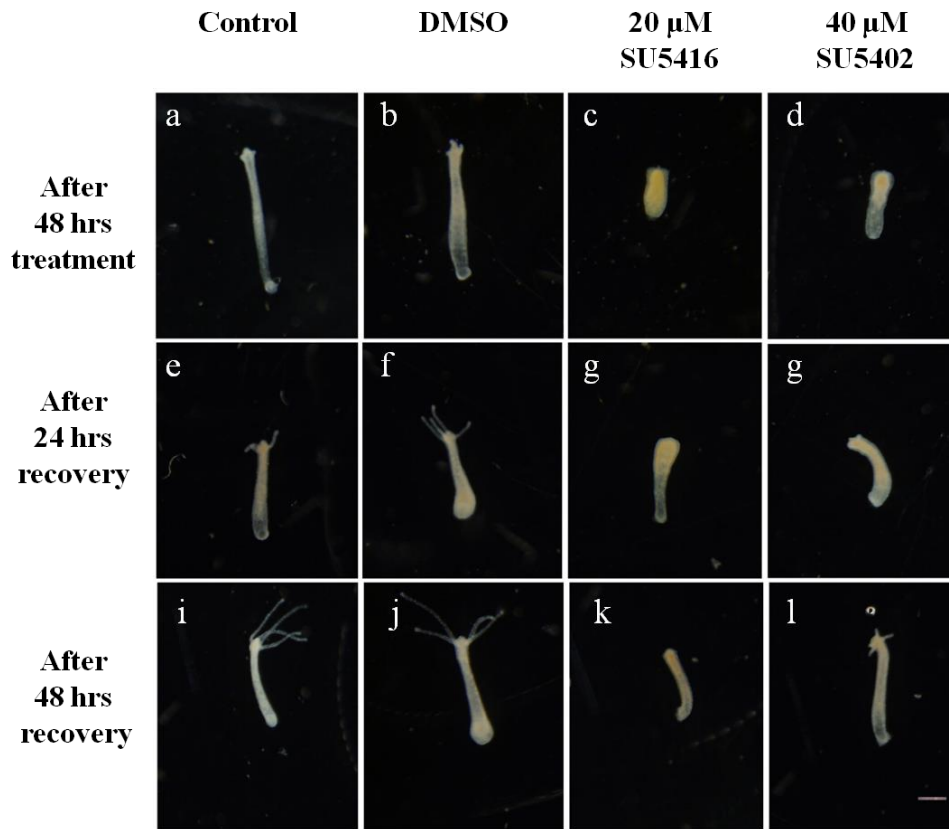 Control DMSO 20 μM 40 μM
SU5416 SU5402
a b c d
After
48 hrs
treatment
e f g g
After
24 hrs
recovery
i j k l
After
48 hrs
recovery